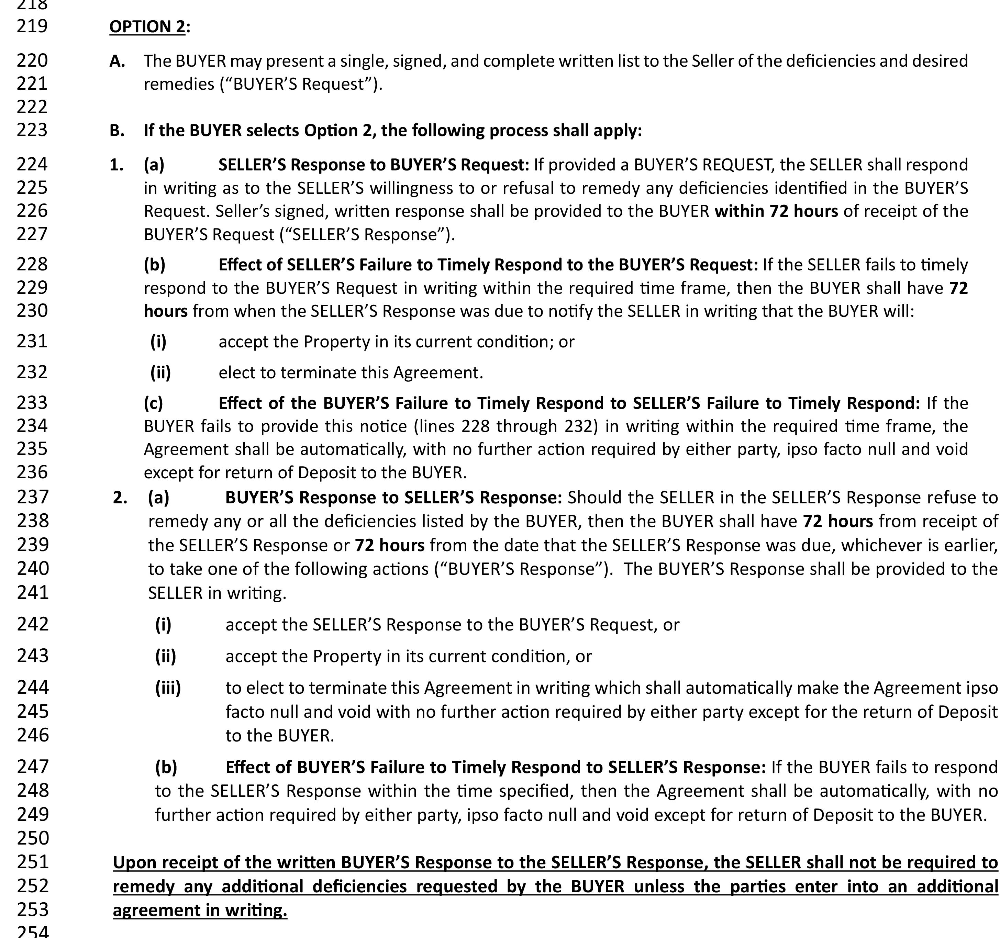 218
219 OPTION 2:
220 A. The BUYER may present a single, signed, and complete written list to the Seller of the deficiencies and desired
221 remedies (“BUYER’S Request”).
222
223 B. If the BUYER selects Option 2, the following process shall apply:
224 1. (a) SELLER’S Response to BUYER’S Request: If provided a BUYER’S REQUEST, the SELLER shall respond
225 in writing as to the SELLER’S willingness to or refusal to remedy any deficiencies identified in the BUYER’S
226 Request. Seller’s signed, written response shall be provided to the BUYER within 72 hours of receipt of the
227 BUYER’S Request (“SELLER’S Response”).
228 (b) Effect of SELLER’S Failure to Timely Respond to the BUYER’S Request: If the SELLER fails to timely
229 respond to the BUYER’S Request in writing within the required time frame, then the BUYER shall have 72
230 hours from when the SELLER’S Response was due to notify the SELLER in writing that the BUYER will:
231 (i) accept the Property in its current condition; or
232 (ii) elect to terminate this Agreement.
233 (c) Effect of the BUYER’S Failure to Timely Respond to SELLER’S Failure to Timely Respond: If the
234 BUYER fails to provide this notice (lines 228 through 232) in writing within the required time frame, the
235 Agreement shall be automatically, with no further action required by either party, ipso facto null and void
236 except for return of Deposit to the BUYER.
237 2. (a) BUYER’S Response to SELLER’S Response: Should the SELLER in the SELLER’S Response refuse to
238 remedy any or all the deficiencies listed by the BUYER, then the BUYER shall have 72 hours from receipt of
239 the SELLER’S Response or 72 hours from the date that the SELLER’S Response was due, whichever is earlier,
240 to take one of the following actions (“BUYER’S Response”). The BUYER’S Response shall be provided to the
241 SELLER in writing.
242 (i) accept the SELLER’S Response to the BUYER’S Request, or
243 (ii) accept the Property in its current condition, or
244 (iii) to elect to terminate this Agreement in writing which shall automatically make the Agreement ipso
245 facto null and void with no further action required by either party except for the return of Deposit
246 to the BUYER.
247 (b) Effect of BUYER’S Failure to Timely Respond to SELLER’S Response: If the BUYER fails to respond
248 to the SELLER’S Response within the time specified, then the Agreement shall be automatically, with no
249 further action required by either party, ipso facto null and void except for return of Deposit to the BUYER.
250
251 Upon receipt of the written BUYER’S Response to the SELLER’S Response, the SELLER shall not be required to
252 remedy any additional deficiencies requested by the BUYER unless the parties enter into an additional
253 agreement in writing.
254